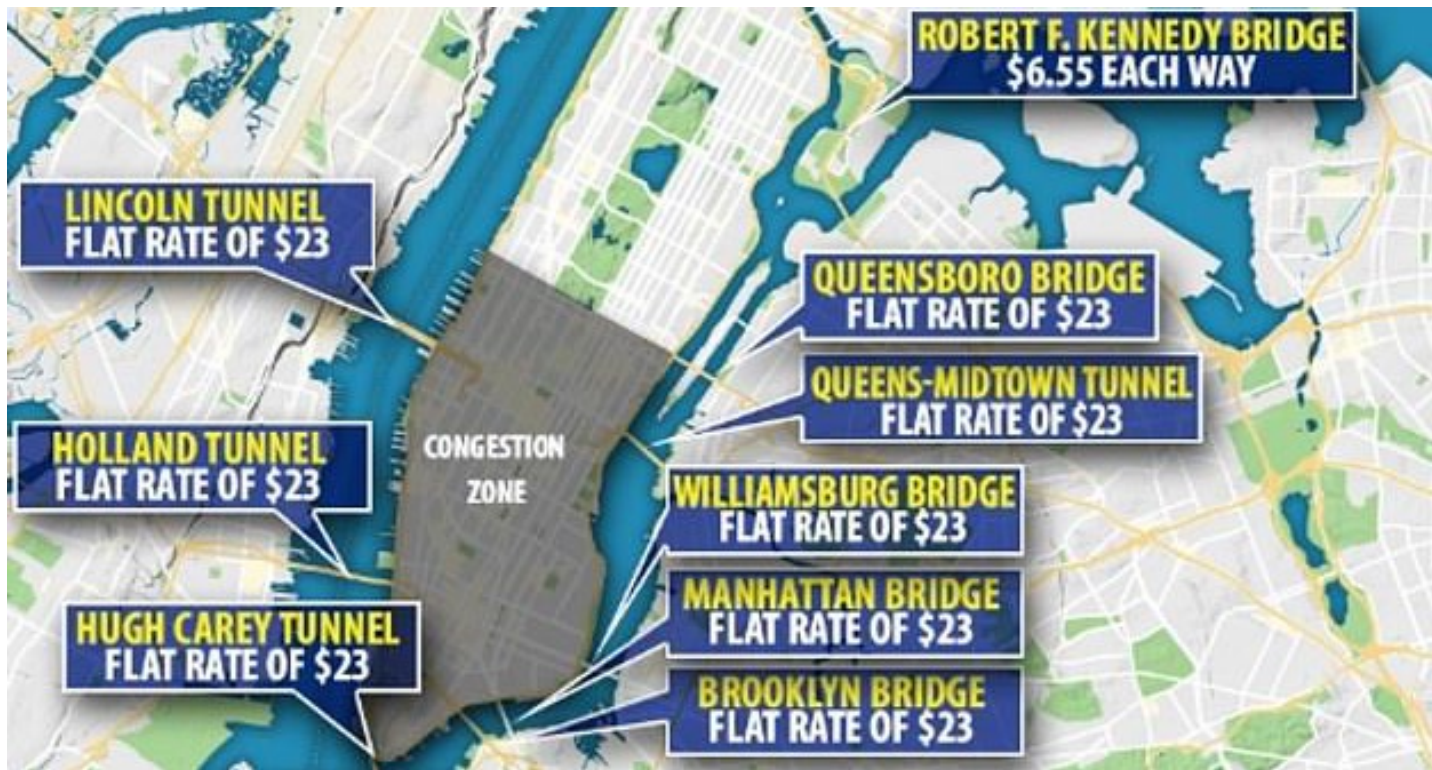 ROBERT F. KENNEDY BRIDGE
$6.55 EACH WAY
LINCOLN TUNNEL
FLAT RATE OF $23
QUEENSBORO BRIDGE
FLAT RATE OF $23
QUEENS-MIDTOWN TUNNEL
FLAT RATE OF $23
HOLLAND TUNNEL
FLAT RATE OF $23
CONGESTION
ZONE
WILLIAMSBURG BRIDGE
FLAT RATE OF $23
MANHATTAN BRIDGE
FLAT RATE OF $23
HUGH CAREY TUNNEL
FLAT RATE OF $23
BROOKLYN BRIDGE
FLAT RATE OF $23